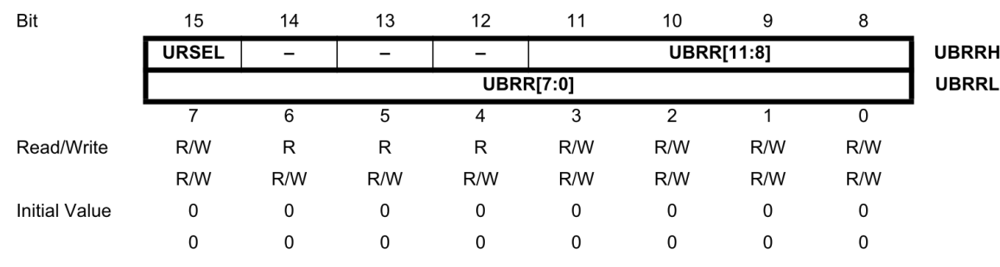 Bit 15 14 13 12 11 10 9 8
URSEL – – – UBRR[11:8] UBRRH
UBRR[7:0] UBRRL
7 6 5 4 3 2 1 0
Read/Write R/W R R R R/W R/W R/W R/W
R/W R/W R/W R/W R/W R/W R/W R/W
Initial Value 0 0 0 0 0 0 0 0
0 0 0 0 0 0 0 0